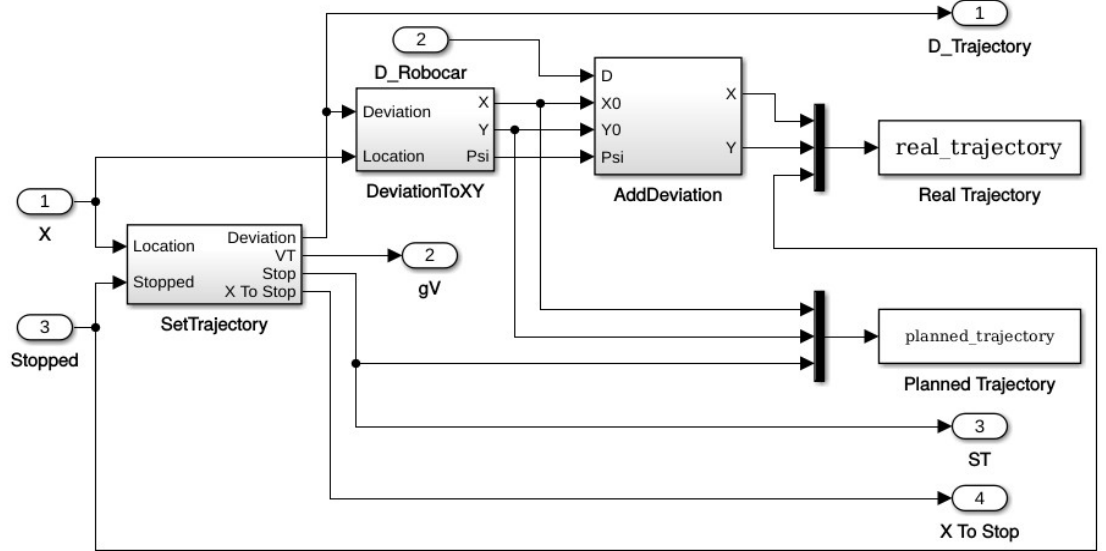 1
D_Trajectory
2
D_Robocar
Deviation
Location
X
Y
Psi
DeviationToXY
D
X0
Y0
Psi
X
Y
AddDeviation
real_trajectory
Real Trajectory
1
X
Location
Stopped
Deviation
VT
Stop
X To Stop
SetTrajectory
2
gV
3
Stopped
planned_trajectory
Planned Trajectory
3
ST
4
X To Stop